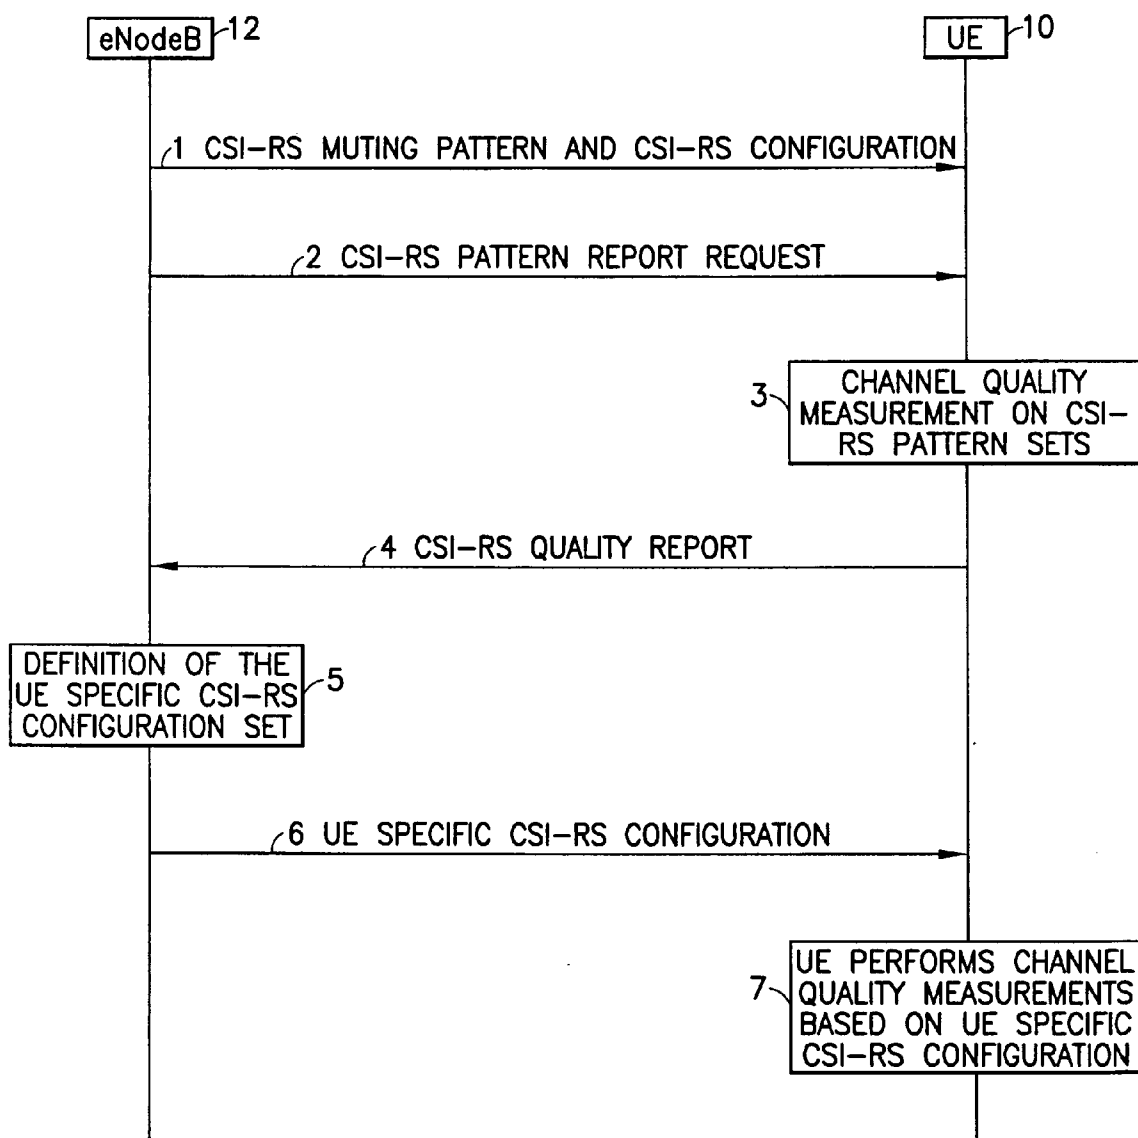 eNodeB 12
UE 10
1 CSI-RS MUTING PATTERN AND CSI-RS CONFIGURATION
2 CSI-RS PATTERN REPORT REQUEST
3
CHANNEL QUALITY
MEASUREMENT ON CSI-
RS PATTERN SETS
4 CSI-RS QUALITY REPORT
DEFINITION OF THE
UE SPECIFIC CSI-RS
CONFIGURATION SET
5
6 UE SPECIFIC CSI-RS CONFIGURATION
7
UE PERFORMS CHANNEL
QUALITY MEASUREMENTS
BASED ON UE SPECIFIC
CSI-RS CONFIGURATION